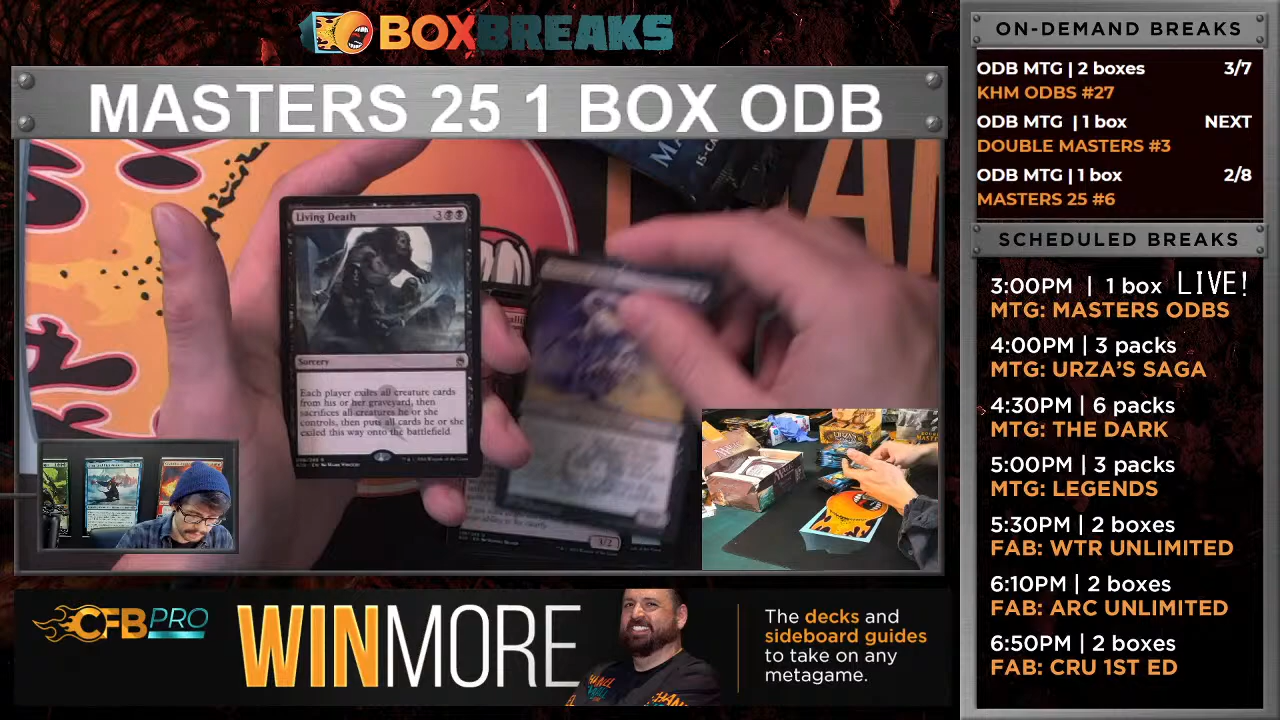 BOXBREAKS
MASTERS 25 1 BOX ODB
Living Death
Sorcery
Each player exiles all creature cards
from his or her graveyard, then
sacrifices all creatures he or she
controls, then puts all cards he or she
exiled this way onto the battlefield
3/2
CFBPRO
WINMORE
The decks and
sideboard guides
to take on any
metagame.
ON-DEMAND BREAKS
ODB MTG | 2 boxes 3/7
KHM ODBS #27
ODB MTG | 1 box NEXT
DOUBLE MASTERS #3
ODB MTG | 1 box 2/8
MASTERS 25 #6
SCHEDULED BREAKS
3:00PM | 1 box LIVE!
MTG: MASTERS ODBS
4:00PM | 3 packs
MTG: URZA'S SAGA
4:30PM | 6 packs
MTG: THE DARK
5:00PM | 3 packs
MTG: LEGENDS
5:30PM | 2 boxes
FAB: WTR UNLIMITED
6:10PM | 2 boxes
FAB: ARC UNLIMITED
6:50PM | 2 boxes
FAB: CRU 1ST ED